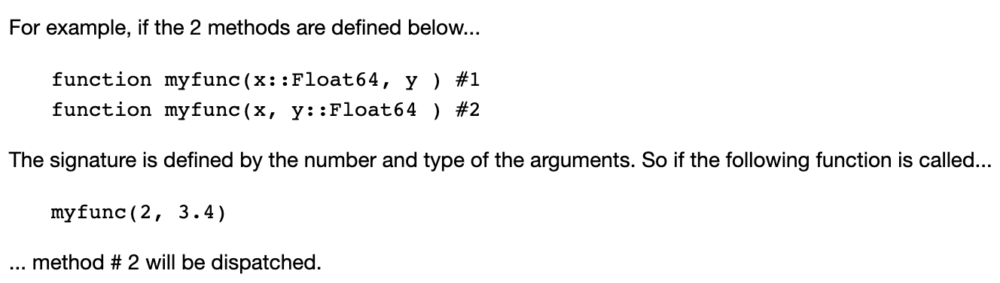 For example, if the 2 methods are defined below...
function myfunc(x::Float64, y ) #1
function myfunc(x, y::Float64 ) #2
The signature is defined by the number and type of the arguments. So if the following function is called...
myfunc(2, 3.4)
... method # 2 will be dispatched.